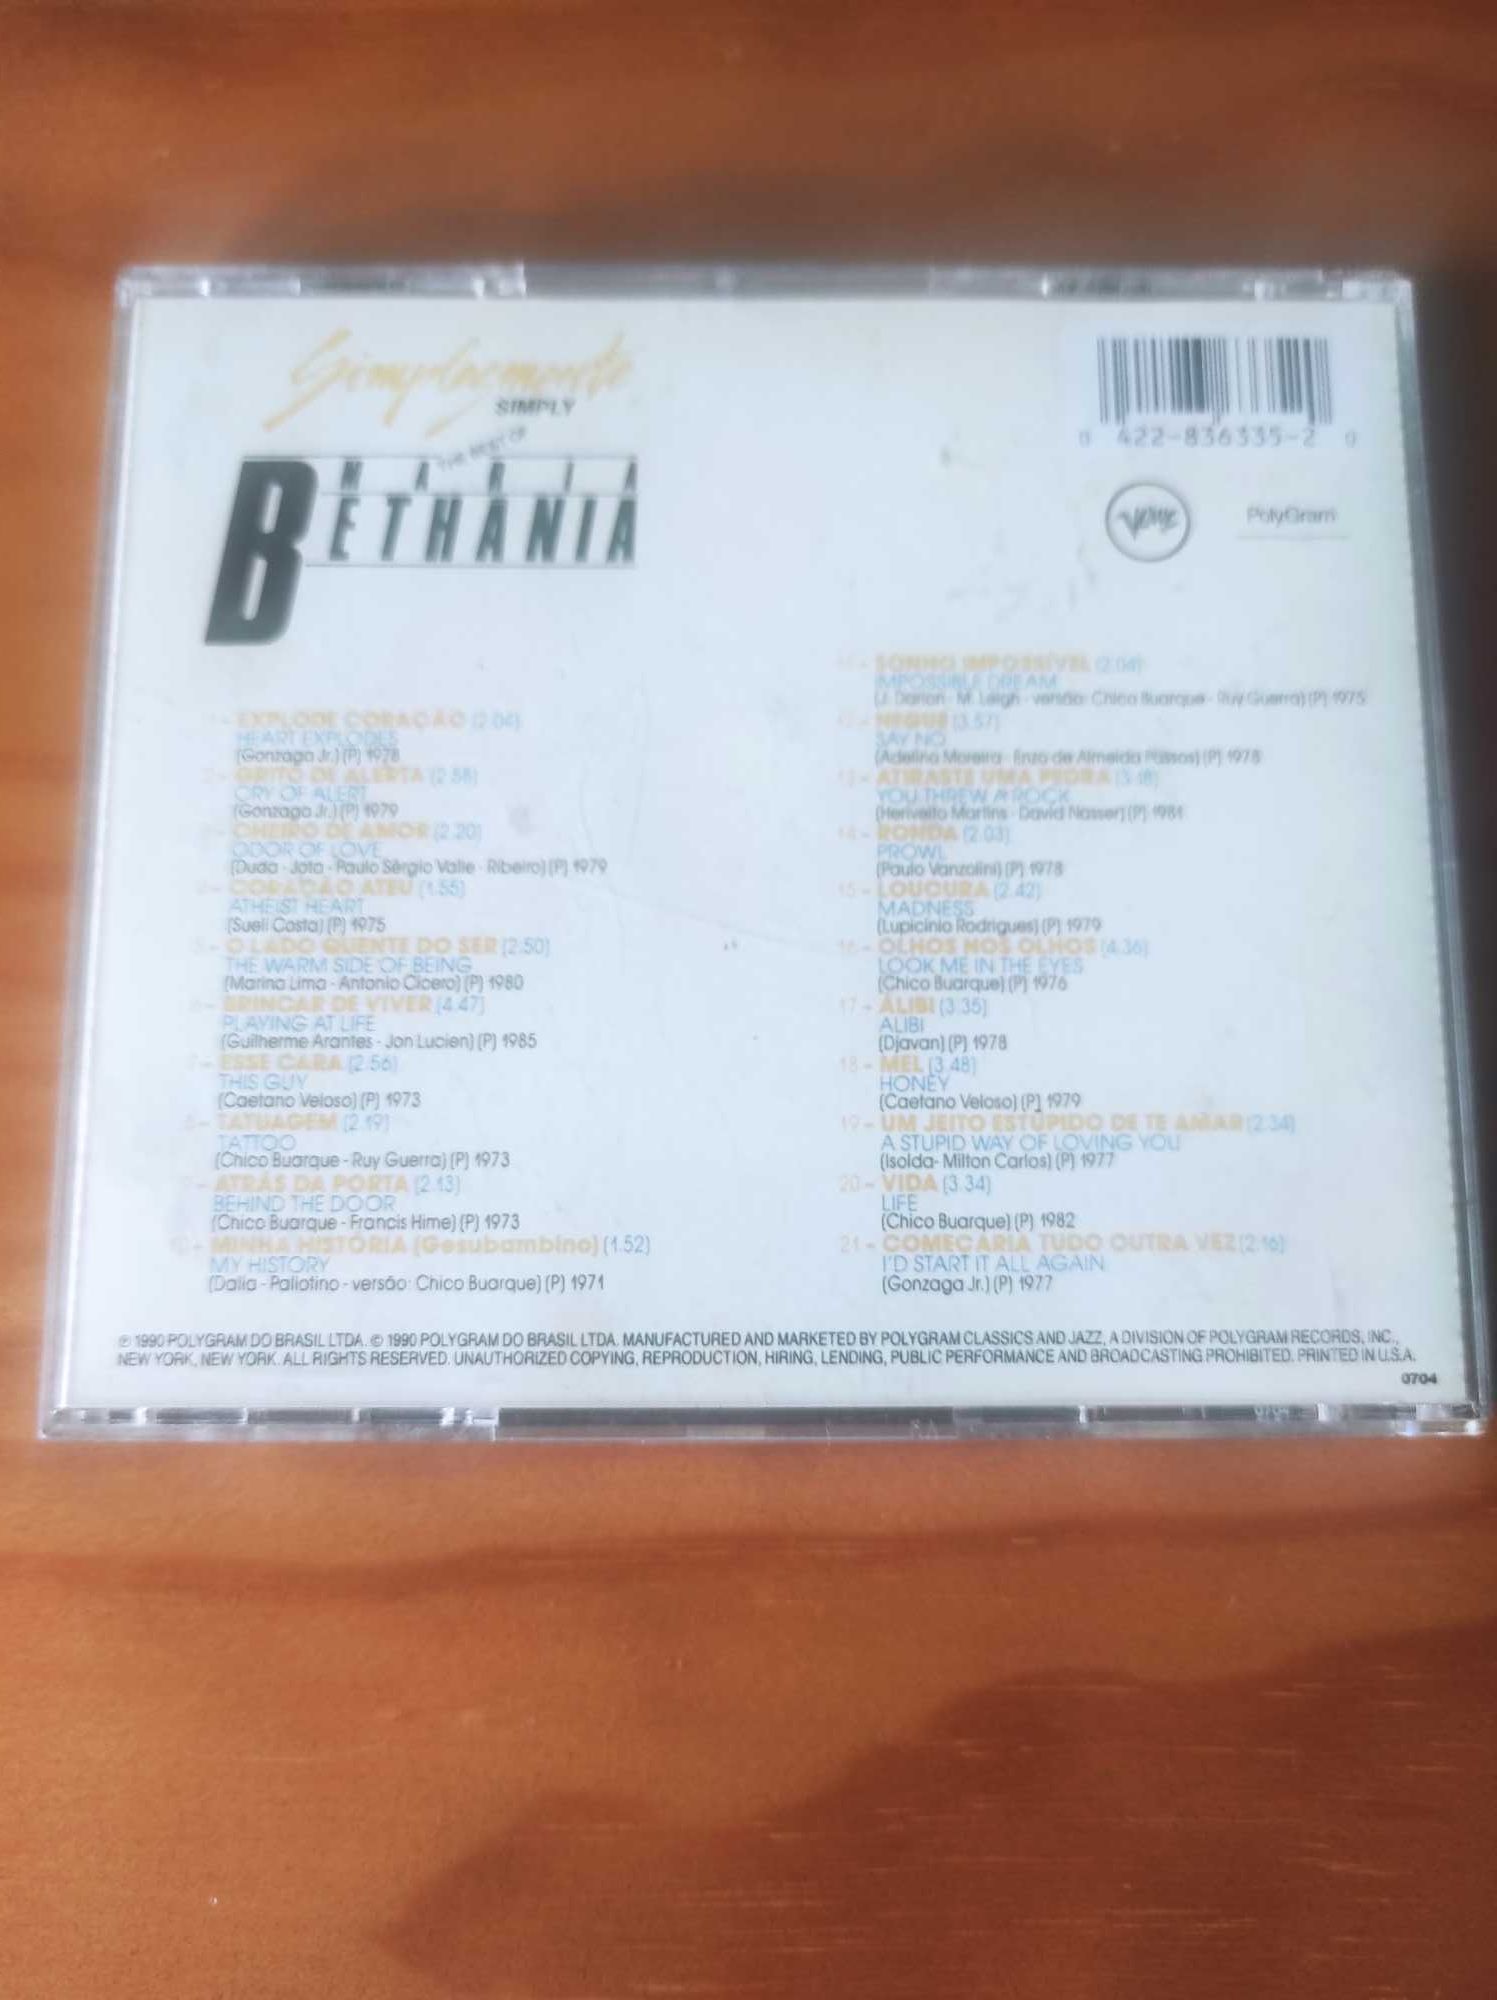 Simplesmente
SIMPLY
THE BEST OF
MARIA
BETHÂNIA
0 422-836335-2 0
Verve
PolyGram
1 - EXPLODE CORAÇÃO (2.04)
HEART EXPLODES
(Gonzaga Jr.) (P) 1978
2 - GRITO DE ALERTA (2.58)
CRY OF ALERT
(Gonzaga Jr.) (P) 1979
3 - CHEIRO DE AMOR (2.20)
ODOR OF LOVE
(Duda - Jota - Paulo Sérgio Valle - Ribeiro) (P) 1979
4 - CORAÇÃO ATEU (1.55)
ATHEIST HEART
(Sueli Costa) (P) 1975
5 - O LADO QUENTE DO SER (2.50)
THE WARM SIDE OF BEING
(Marina Lima - Antonio Cicero) (P) 1980
6 - BRINCAR DE VIVER (4.47)
PLAYING AT LIFE
(Guilherme Arantes - Jon Lucien) (P) 1985
7 - ESSE CARA (2.56)
THIS GUY
(Caetano Veloso) (P) 1973
8 - TATUAGEM (2.19)
TATTOO
(Chico Buarque - Ruy Guerra) (P) 1973
9 - ATRÁS DA PORTA (2.13)
BEHIND THE DOOR
(Chico Buarque - Francis Hime) (P) 1973
10 - MINHA HISTÓRIA (Gesubambino) (1.52)
MY HISTORY
(Dalla - Pallotino - versão: Chico Buarque) (P) 1971
11 - SONHO IMPOSSÍVEL (2.04)
IMPOSSIBLE DREAM
(J. Darion - M. Leigh - versão: Chico Buarque - Ruy Guerra) (P) 1975
12 - NEGUE (3.57)
SAY NO
(Adelino Moreira - Enzo de Almeida Passos) (P) 1978
13 - ATIRASTE UMA PEDRA (3.18)
YOU THREW A ROCK
(Herivelto Martins - David Nasser) (P) 1981
14 - RONDA (2.03)
PROWL
(Paulo Vanzolini) (P) 1978
15 - LOUCURA (2.42)
MADNESS
(Lupicínio Rodrigues) (P) 1979
16 - OLHOS NOS OLHOS (4.36)
LOOK ME IN THE EYES
(Chico Buarque) (P) 1976
17 - ÁLIBI (3.35)
ALIBI
(Djavan) (P) 1978
18 - MEL (3.48)
HONEY
(Caetano Veloso) (P) 1979
19 - UM JEITO ESTÚPIDO DE TE AMAR (2.34)
A STUPID WAY OF LOVING YOU
(Isolda - Milton Carlos) (P) 1977
20 - VIDA (3.34)
LIFE
(Chico Buarque) (P) 1982
21 - COMEÇARIA TUDO OUTRA VEZ (2.16)
I'D START IT ALL AGAIN
(Gonzaga Jr.) (P) 1977
℗ 1990 POLYGRAM DO BRASIL LTDA. © 1990 POLYGRAM DO BRASIL LTDA. MANUFACTURED AND MARKETED BY POLYGRAM CLASSICS AND JAZZ, A DIVISION OF POLYGRAM RECORDS, INC.,
NEW YORK, NEW YORK. ALL RIGHTS RESERVED. UNAUTHORIZED COPYING, REPRODUCTION, HIRING, LENDING, PUBLIC PERFORMANCE AND BROADCASTING PROHIBITED. PRINTED IN U.S.A.
0704